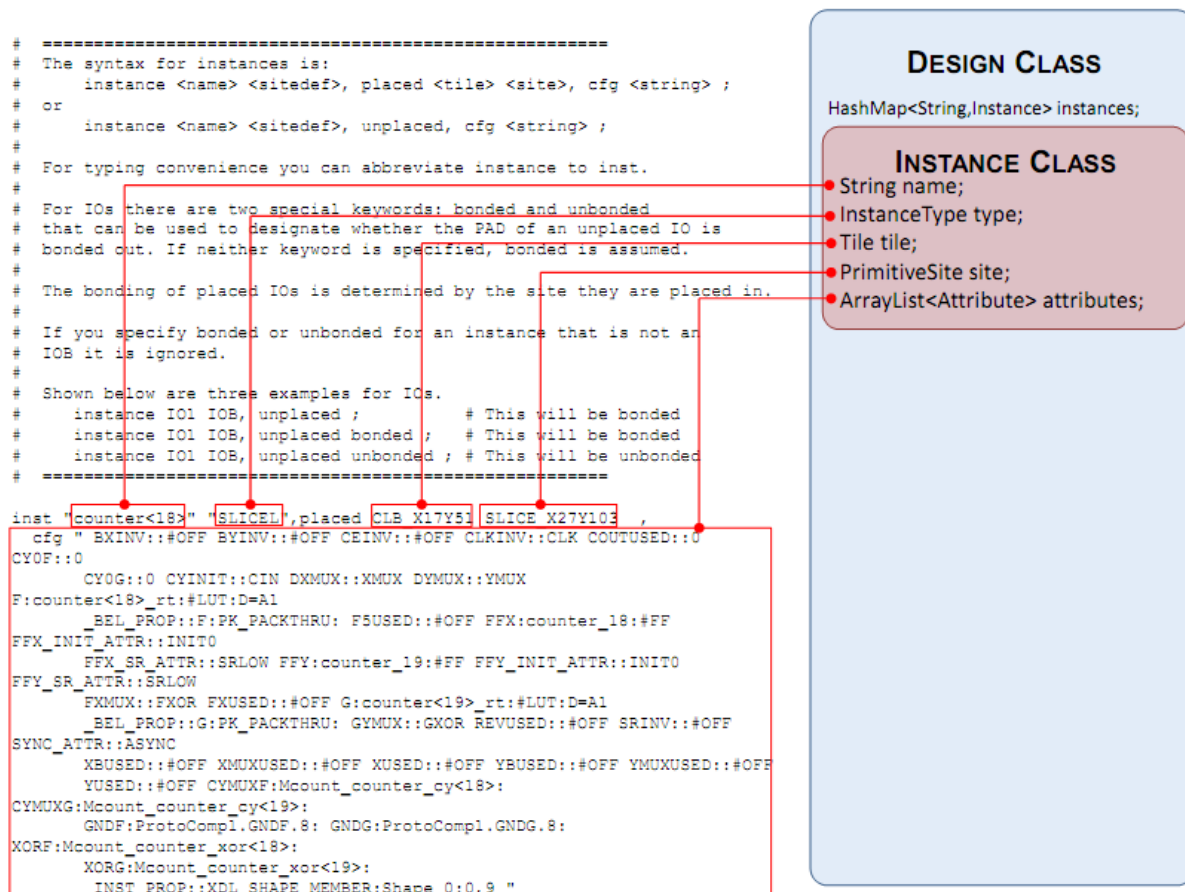 #  ======================================================
#  The syntax for instances is:
#      instance <name> <sitedef>, placed <tile> <site>, cfg <string> ;
#  or
#      instance <name> <sitedef>, unplaced, cfg <string> ;
#
#  For typing convenience you can abbreviate instance to inst.
#
#  For IOs there are two special keywords: bonded and unbonded
#  that can be used to designate whether the PAD of an unplaced IO is
#  bonded out. If neither keyword is specified, bonded is assumed.
#
#  The bonding of placed IOs is determined by the site they are placed in.
#
#  If you specify bonded or unbonded for an instance that is not an
#  IOB it is ignored.
#
#  Shown below are three examples for IOs.
#     instance IO1 IOB, unplaced ;          # This will be bonded
#     instance IO1 IOB, unplaced bonded ;   # This will be bonded
#     instance IO1 IOB, unplaced unbonded ; # This will be unbonded
#  ======================================================
inst "counter<18>" "SLICEL",placed CLB_X17Y51 SLICE_X27Y103  ,
  cfg " BXINV::#OFF BYINV::#OFF CEINV::#OFF CLKINV::CLK COUTUSED::0
CY0F::0
       CY0G::0 CYINIT::CIN DXMUX::XMUX DYMUX::YMUX
F:counter<18>_rt:#LUT:D=A1
       _BEL_PROP::F:PK_PACKTHRU: F5USED::#OFF FFX:counter_18:#FF
FFX_INIT_ATTR::INIT0
       FFX_SR_ATTR::SRLOW FFY:counter_19:#FF FFY_INIT_ATTR::INIT0
FFY_SR_ATTR::SRLOW
       FXMUX::FXOR FXUSED::#OFF G:counter<19>_rt:#LUT:D=A1
       _BEL_PROP::G:PK_PACKTHRU: GYMUX::GXOR REVUSED::#OFF SRINV::#OFF
SYNC_ATTR::ASYNC
       XBUSED::#OFF XMUXUSED::#OFF XUSED::#OFF YBUSED::#OFF YMUXUSED::#OFF
       YUSED::#OFF CYMUXF:Mcount_counter_cy<18>:
CYMUXG:Mcount_counter_cy<19>:
       GNDF:ProtoComp1.GNDF.8: GNDG:ProtoComp1.GNDG.8:
XORF:Mcount_counter_xor<18>:
       XORG:Mcount_counter_xor<19>:
       _INST_PROP::XDL_SHAPE_MEMBER:Shape_0:0,9 "
DESIGN CLASS
HashMap<String,Instance> instances;
INSTANCE CLASS
String name;
InstanceType type;
Tile tile;
PrimitiveSite site;
ArrayList<Attribute> attributes;